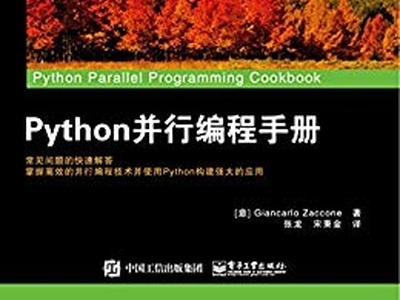 Python Parallel Programming Cookbook
Python并行编程手册
常见问题的快速解答
掌握高效的并行编程技术并使用Python构建强大的应用
[意] Giancarlo Zaccone 著
张龙 宋秉金 译
中国工信出版集团 电子工业出版社